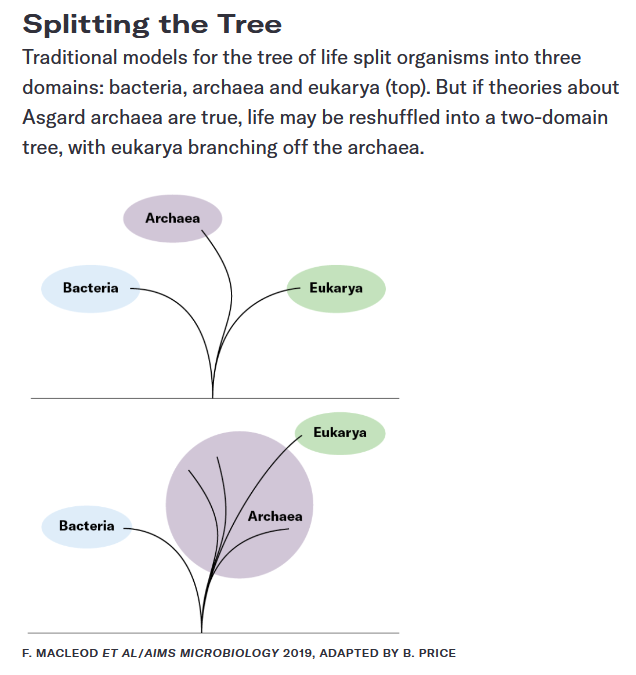 Splitting the Tree
Traditional models for the tree of life split organisms into three
domains: bacteria, archaea and eukarya (top). But if theories about
Asgard archaea are true, life may be reshuffled into a two-domain
tree, with eukarya branching off the archaea.
Archaea
Bacteria
Eukarya
Eukarya
Archaea
Bacteria
F. MACLEOD ET AL/AIMS MICROBIOLOGY 2019, ADAPTED BY B. PRICE